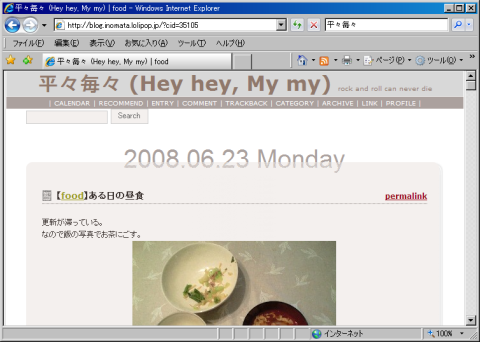 平々毎々 (Hey hey, My my) | food - Windows Internet Explorer
http://blog.inomata.lolipop.jp/?cid=35105
平々毎々
ファイル(F) 編集(E) 表示(V) お気に入り(A) ツール(T) ヘルプ(H)
平々毎々 (Hey hey, My my) | food
ページ(P) ツール(O)
平々毎々 (Hey hey, My my) rock and roll can never die
| CALENDAR | RECOMMEND | ENTRY | COMMENT | TRACKBACK | CATEGORY | ARCHIVE | LINK | PROFILE |
Search
2008.06.23 Monday
【food】ある日の昼食 permalink
更新が滞っている。
なので飯の写真でお茶にごす。
インターネット 100%